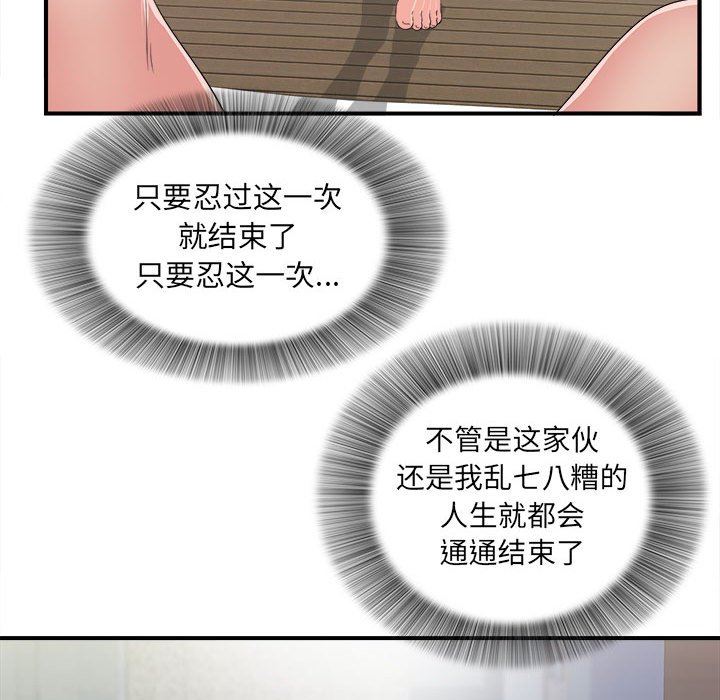 只要忍过这一次
就结束了
只要忍这一次...
不管是这家伙
还是我乱七八糟的
人生就都会
通通结束了